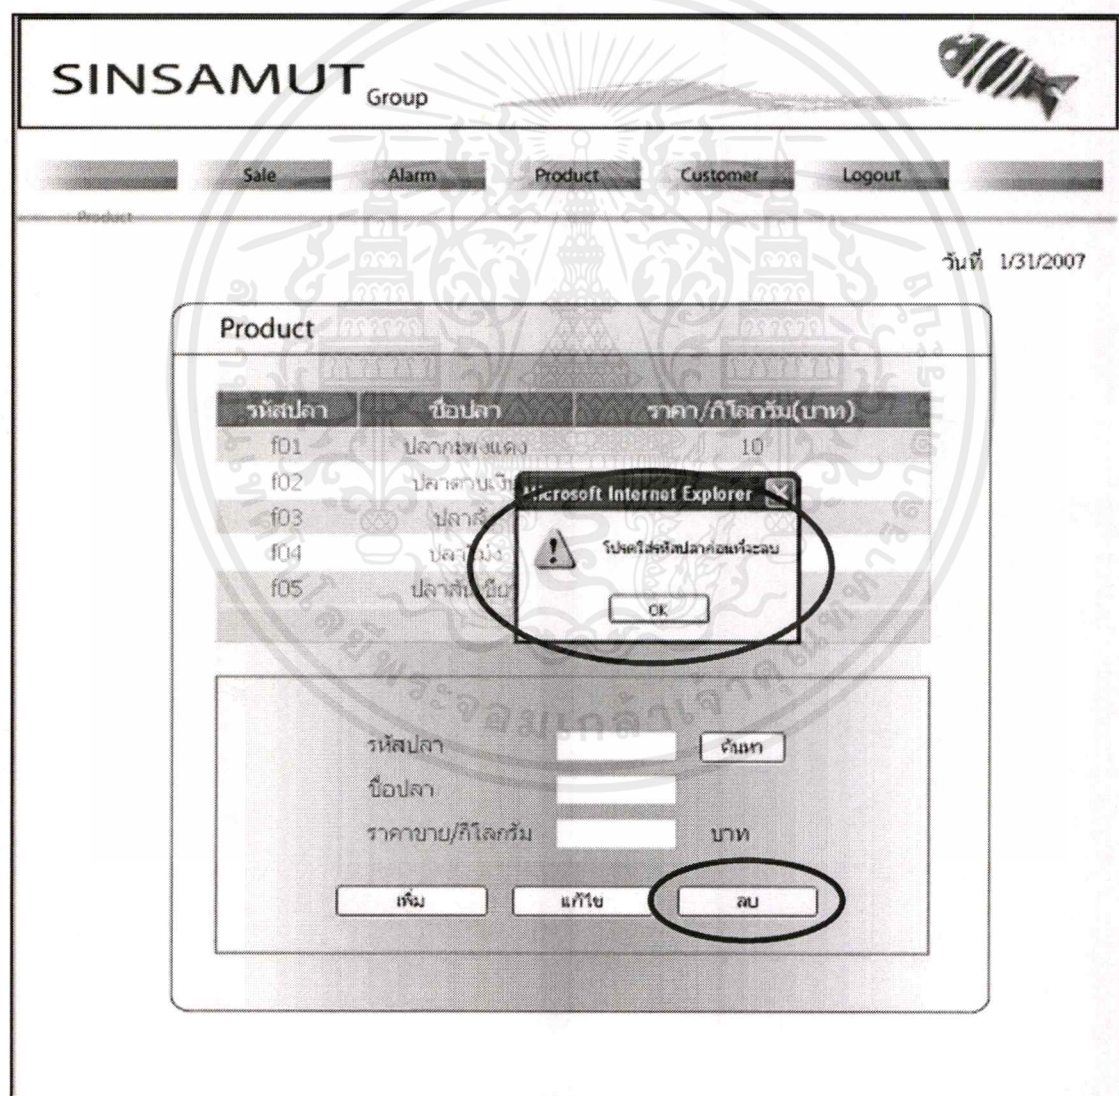 SINSAMUT Group
Sale Alarm Product Customer Logout
Product
วันที่ 1/31/2007
Product
รหัสปลา ชื่อปลา ราคา/กิโลกรัม(บาท)
f01 ปลากะพงแดง 10
f02
f03
f04
f05
Microsoft Internet Explorer
โปรดใส่รหัสปลาก่อนที่จะลบ
OK
รหัสปลา ค้นหา
ชื่อปลา
ราคาขาย/กิโลกรัม บาท
เพิ่ม แก้ไข ลบ